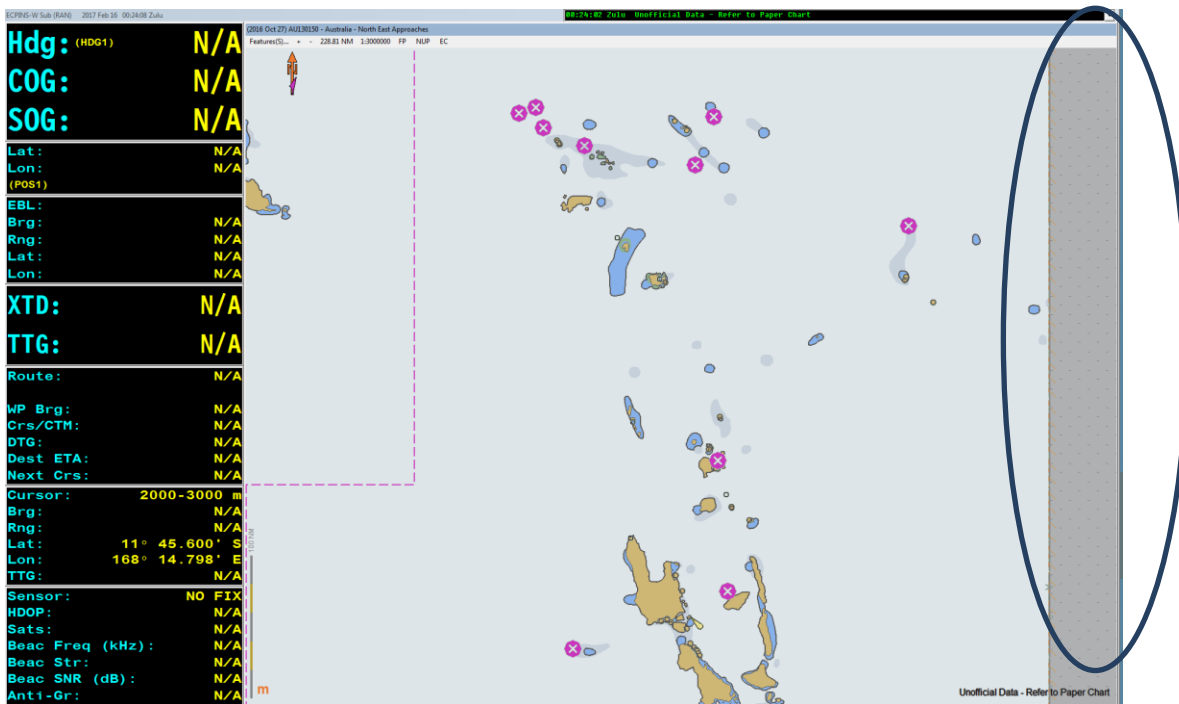 ECPINS-W Sub (RAN) 2017 Feb 16 00:24:08 Zulu
00:24:02 Zulu Unofficial Data - Refer to Paper Chart
(2016 Oct 27) AU130150 - Australia - North East Approaches
Features(S)... + - 228.81 NM 1:3000000 FP NUP EC
Hdg: (HDG1) N/A
COG: N/A
SOG: N/A
Lat: N/A
Lon: N/A
(POS1)
EBL:
Brg: N/A
Rng: N/A
Lat: N/A
Lon: N/A
XTD: N/A
TTG: N/A
Route: N/A
WP Brg: N/A
Crs/CTM: N/A
DTG: N/A
Dest ETA: N/A
Next Crs: N/A
Cursor: 2000-3000 m
Brg: N/A
Rng: N/A
Lat: 11° 45.600' S
Lon: 168° 14.798' E
TTG: N/A
Sensor: NO FIX
HDOP: N/A
Sats: N/A
Beac Freq (kHz): N/A
Beac Str: N/A
Beac SNR (dB): N/A
Anti-Gr: N/A
100 NM
m
Unofficial Data - Refer to Paper Chart